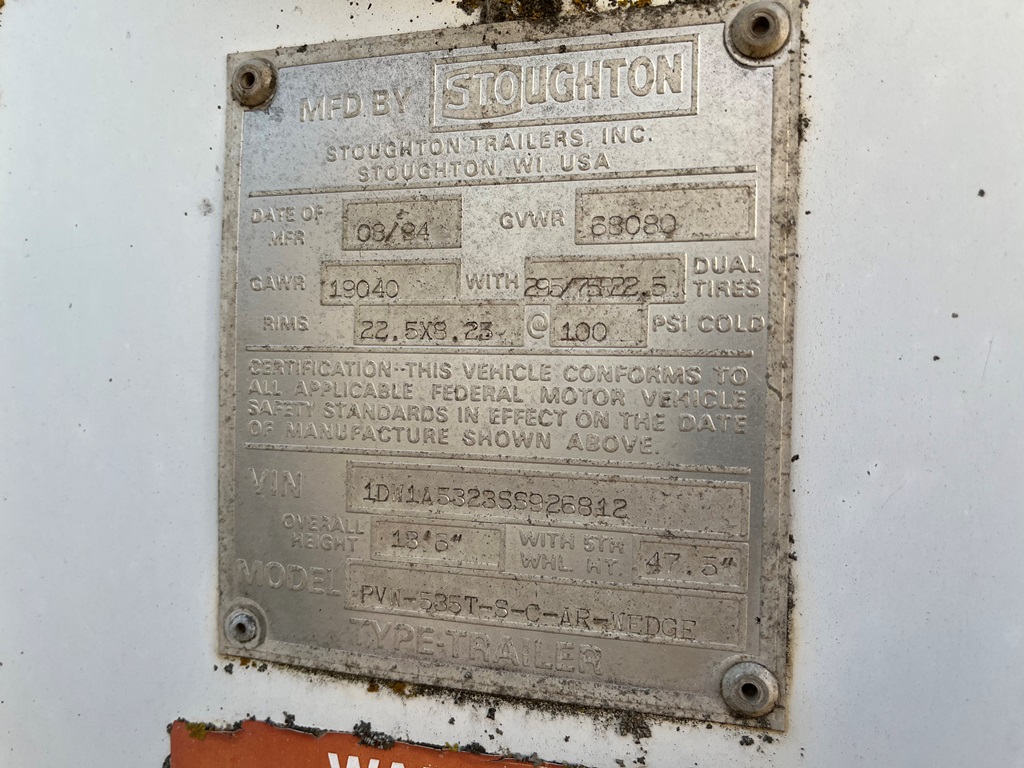 MFD. BY STOUGHTON
STOUGHTON TRAILERS, INC.
STOUGHTON, WI. USA
DATE OF MFR 08/94 GVWR 68080
GAWR 19040 WITH 295/75R22.5 DUAL TIRES
RIMS 22.5X8.25 @ 100 PSI COLD
CERTIFICATION--THIS VEHICLE CONFORMS TO
ALL APPLICABLE FEDERAL MOTOR VEHICLE
SAFETY STANDARDS IN EFFECT ON THE DATE
OF MANUFACTURE SHOWN ABOVE.
VIN 1DW1A5323SS926812
OVERALL HEIGHT 13'6" WITH 5TH WHL. HT. 47.5"
MODEL PVW-535T-S-C-AR-WEDGE
TYPE-TRAILER